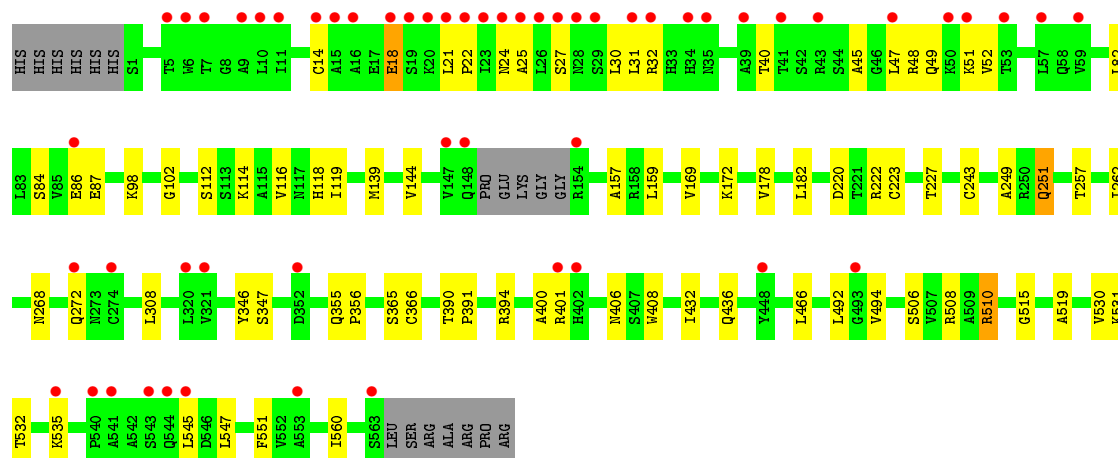 HIS HIS HIS HIS HIS HIS S1 T5 W6 T7 G8 A9 L10 I11 C14 A15 A16 E17 E18 S19 K20 L21 P22 I23 N24 A25 L26 S27 N28 S29 L30 L31 R32 H33 H34 N35 A39 T40 T41 S42 R43 S44 A45 G46 L47 R48 Q49 K50 K51 V52 T53 L57 Q58 V59
L83 S84 V85 E86 E87 K98 G102 S112 S113 K114 A115 V116 N117 H118 I119 M139 V144 V147 Q148 PRO GLU LYS GLY GLY R154 A157 R158 L159 V169 K172 V178 L182 D220 T221 R222 C223 T227 C243 A249 R250 Q251 T257
N268 Q272 N273 C274 L308 L320 V321 Y346 S347 D352 Q355 P356 S365 C366 T390 P391 R394 A400 R401 H402 N406 S407 W408 I432 Q436 Y448 L466 L492 G493 V494 S506 V507 R508 A509 R510 G515 A519 V530
T532 K535 P540 A541 A542 S543 Q544 L545 D546 L547 F551 V552 A553 I560 S563 LEU SER ARG ALA ARG PRO ARG